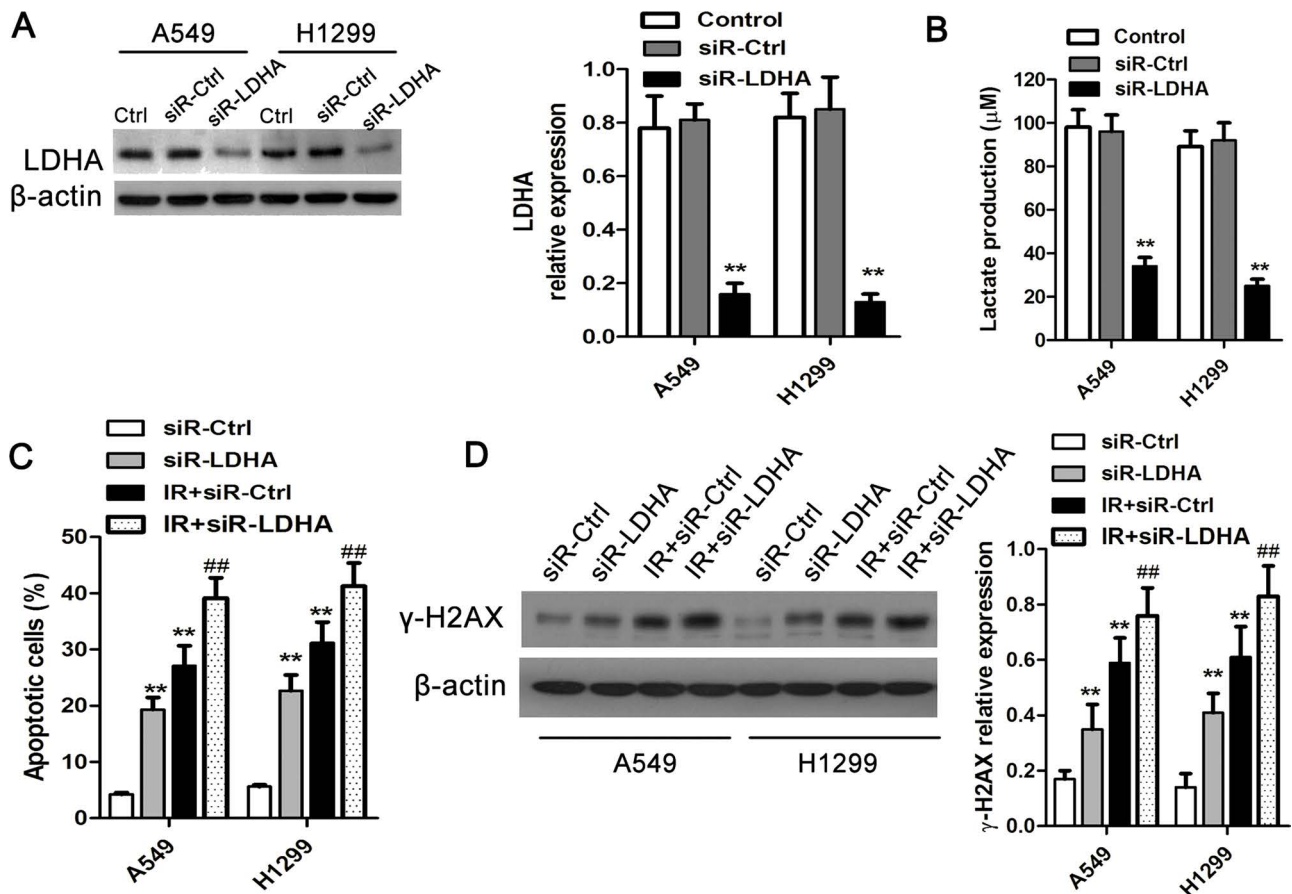 A
A549 H1299
Ctrl siR-Ctrl siR-LDHA Ctrl siR-Ctrl siR-LDHA
LDHA
β-actin
Control
siR-Ctrl
siR-LDHA
LDHA
relative expression
1.0
0.8
0.6
0.4
0.2
0.0
** **
A549 H1299
B
Control
siR-Ctrl
siR-LDHA
Lactate production (μM)
120
100
80
60
40
20
0
** **
A549 H1299
C
siR-Ctrl
siR-LDHA
IR+siR-Ctrl
IR+siR-LDHA
Apoptotic cells (%)
50
40
30
20
10
0
** ** ## ** ** ##
A549 H1299
D
siR-Ctrl siR-LDHA IR+siR-Ctrl IR+siR-LDHA siR-Ctrl siR-LDHA IR+siR-Ctrl IR+siR-LDHA
γ-H2AX
β-actin
A549 H1299
siR-Ctrl
siR-LDHA
IR+siR-Ctrl
IR+siR-LDHA
γ-H2AX relative expression
1.0
0.8
0.6
0.4
0.2
0.0
** ** ## ** ** ##
A549 H1299